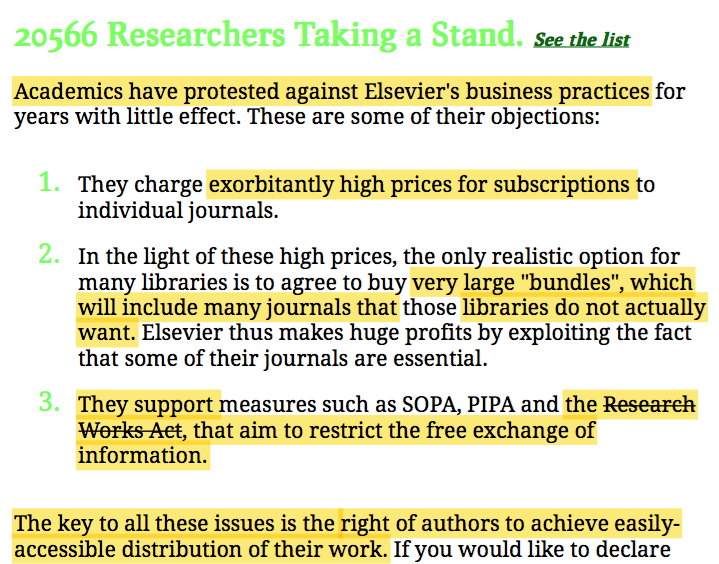 20566 Researchers Taking a Stand. See the list
Academics have protested against Elsevier's business practices for
years with little effect. These are some of their objections:
1. They charge exorbitantly high prices for subscriptions to
individual journals.
2. In the light of these high prices, the only realistic option for
many libraries is to agree to buy very large "bundles", which
will include many journals that those libraries do not actually
want. Elsevier thus makes huge profits by exploiting the fact
that some of their journals are essential.
3. They support measures such as SOPA, PIPA and the Research
Works Act, that aim to restrict the free exchange of
information.
The key to all these issues is the right of authors to achieve easily-
accessible distribution of their work. If you would like to declare